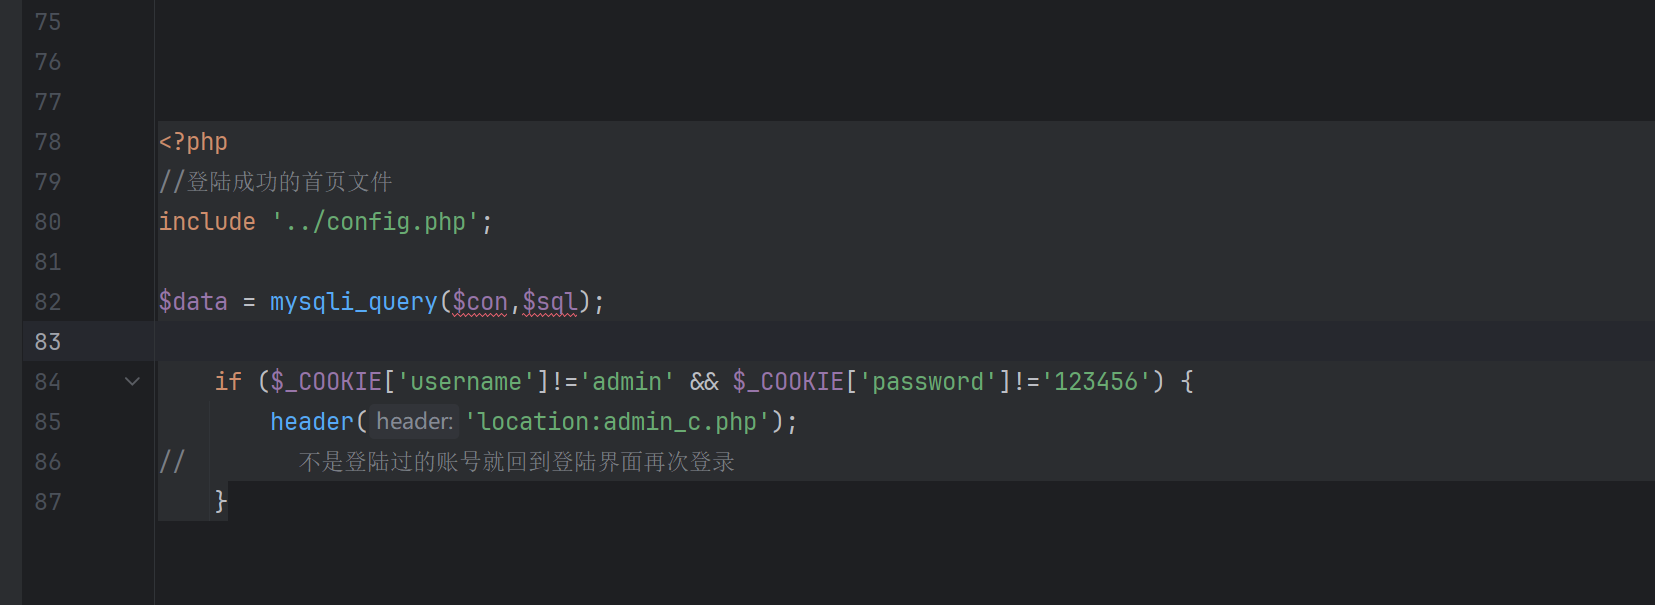 75
76
77
78 <?php
79 //登陆成功的首页文件
80 include '../config.php';
81
82 $data = mysqli_query($con,$sql);
83
84 if ($_COOKIE['username']!='admin' && $_COOKIE['password']!='123456') {
85 header( header: 'location:admin_c.php');
86 // 不是登陆过的账号就回到登陆界面再次登录
87 }